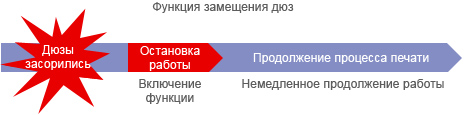 Функция замещения дюз
Дюзы
засорились
Остановка
работы
Продолжение процесса печати
Включение
функции
Немедленное продолжение работы